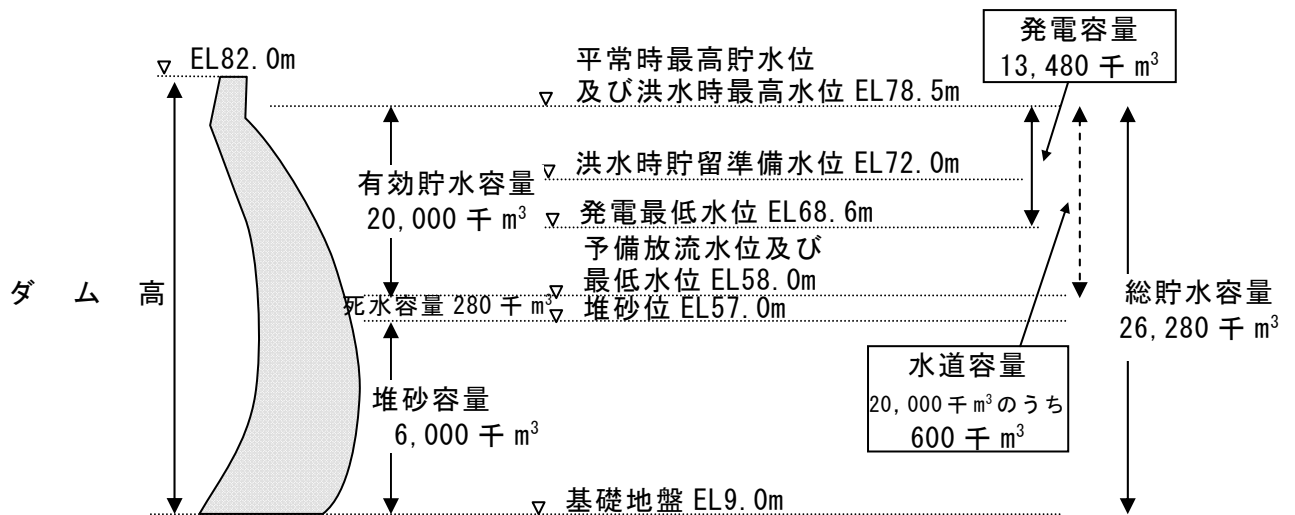 発電容量
13,480 千 m³
EL82.0m
平常時最高貯水位
及び洪水時最高水位 EL78.5m
洪水時貯留準備水位 EL72.0m
有効貯水容量
20,000 千 m³
発電最低水位 EL68.6m
予備放流水位及び
最低水位 EL58.0m
ダム高
死水容量 280 千 m³
堆砂位 EL57.0m
総貯水容量
26,280 千 m³
水道容量
20,000 千 m³のうち
600 千 m³
堆砂容量
6,000 千 m³
基礎地盤 EL9.0m